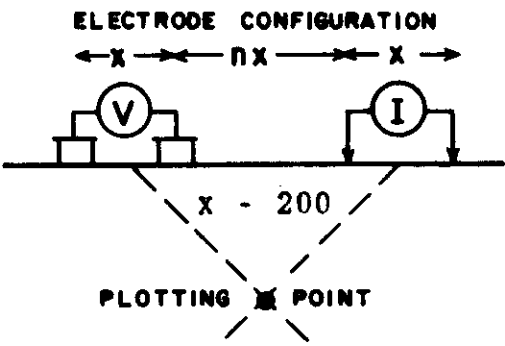 ELECTRODE CONFIGURATION
x nx x
V I
x - 200
PLOTTING POINT